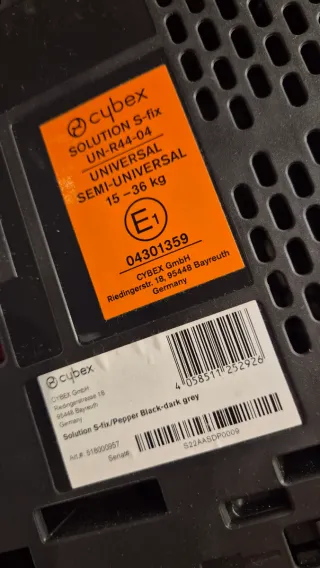 cybex
SOLUTION S-fix
UN-R44-04
UNIVERSAL
SEMI-UNIVERSAL
15 – 36 kg
E1
04301359
CYBEX GmbH
Riedingerstr. 18, 95448 Bayreuth
Germany
cybex
CYBEX GmbH
Riedingerstrasse 18
95448 Bayreuth
Germany
4 058511 252926
Solution S-fix/Pepper Black-dark grey
Art.#: 518000957
Serial#
S22AASDP0009